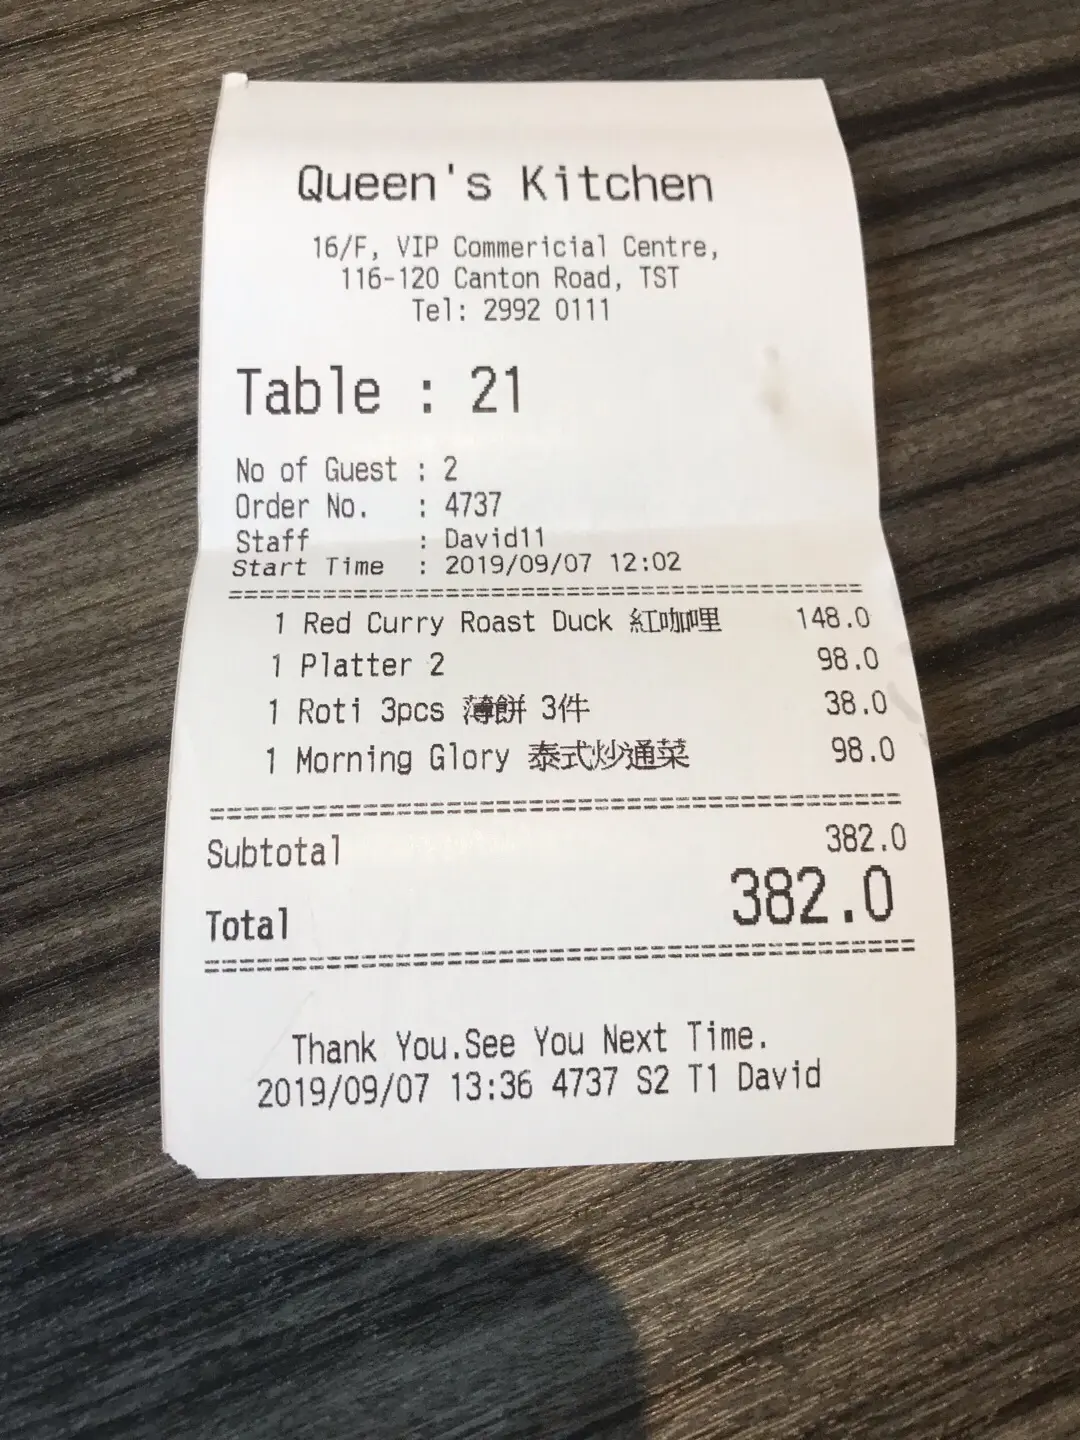 Queen's Kitchen
16/F, VIP Commericial Centre,
116-120 Canton Road, TST
Tel: 2992 0111
Table : 21
No of Guest : 2
Order No. : 4737
Staff : David11
Start Time : 2019/09/07 12:02
1 Red Curry Roast Duck 紅咖哩 148.0
1 Platter 2 98.0
1 Roti 3pcs 薄餅 3件 38.0
1 Morning Glory 泰式炒通菜 98.0
Subtotal 382.0
Total 382.0
Thank You.See You Next Time.
2019/09/07 13:36 4737 S2 T1 David